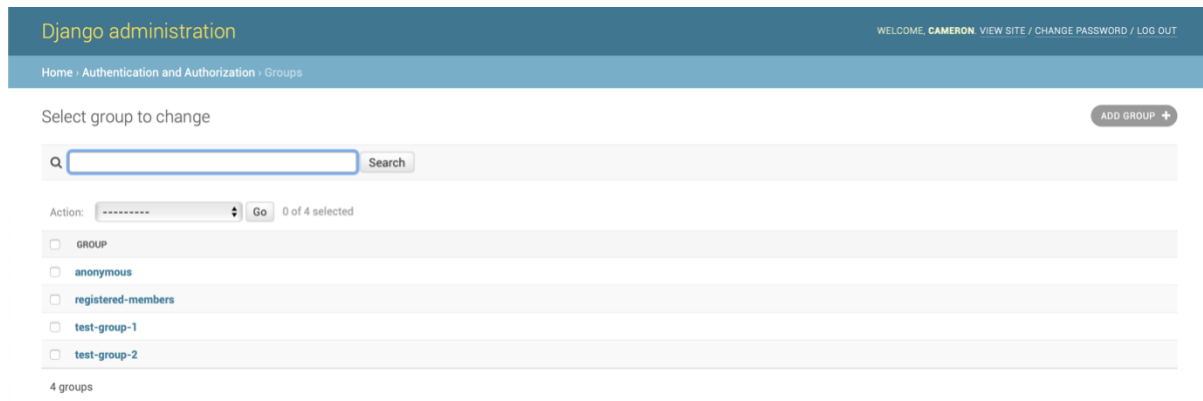 Django administration
WELCOME, CAMERON. VIEW SITE / CHANGE PASSWORD / LOG OUT
Home › Authentication and Authorization › Groups
Select group to change
ADD GROUP +
Search
Action: --------- Go 0 of 4 selected
GROUP
anonymous
registered-members
test-group-1
test-group-2
4 groups